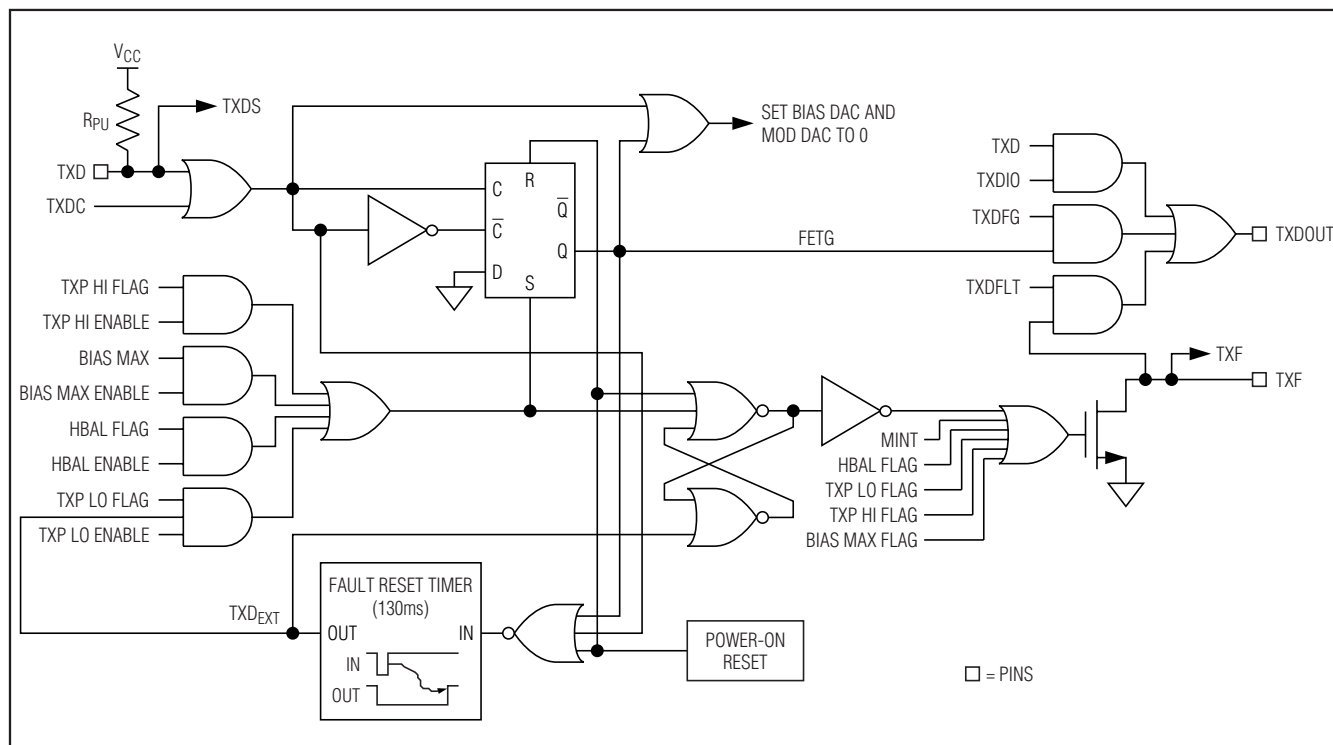 VCC
RPU
TXDS
TXD
TXDC
SET BIAS DAC AND
MOD DAC TO 0
C
R
C
D
S
Q
Q
FETG
TXD
TXDIO
TXDFG
TXDFLT
TXDOUT
TXF
TXF
TXP HI FLAG
TXP HI ENABLE
BIAS MAX
BIAS MAX ENABLE
HBAL FLAG
HBAL ENABLE
TXP LO FLAG
TXP LO ENABLE
MINT
HBAL FLAG
TXP LO FLAG
TXP HI FLAG
BIAS MAX FLAG
TXDEXT
FAULT RESET TIMER
(130ms)
OUT
IN
IN
OUT
POWER-ON
RESET
= PINS